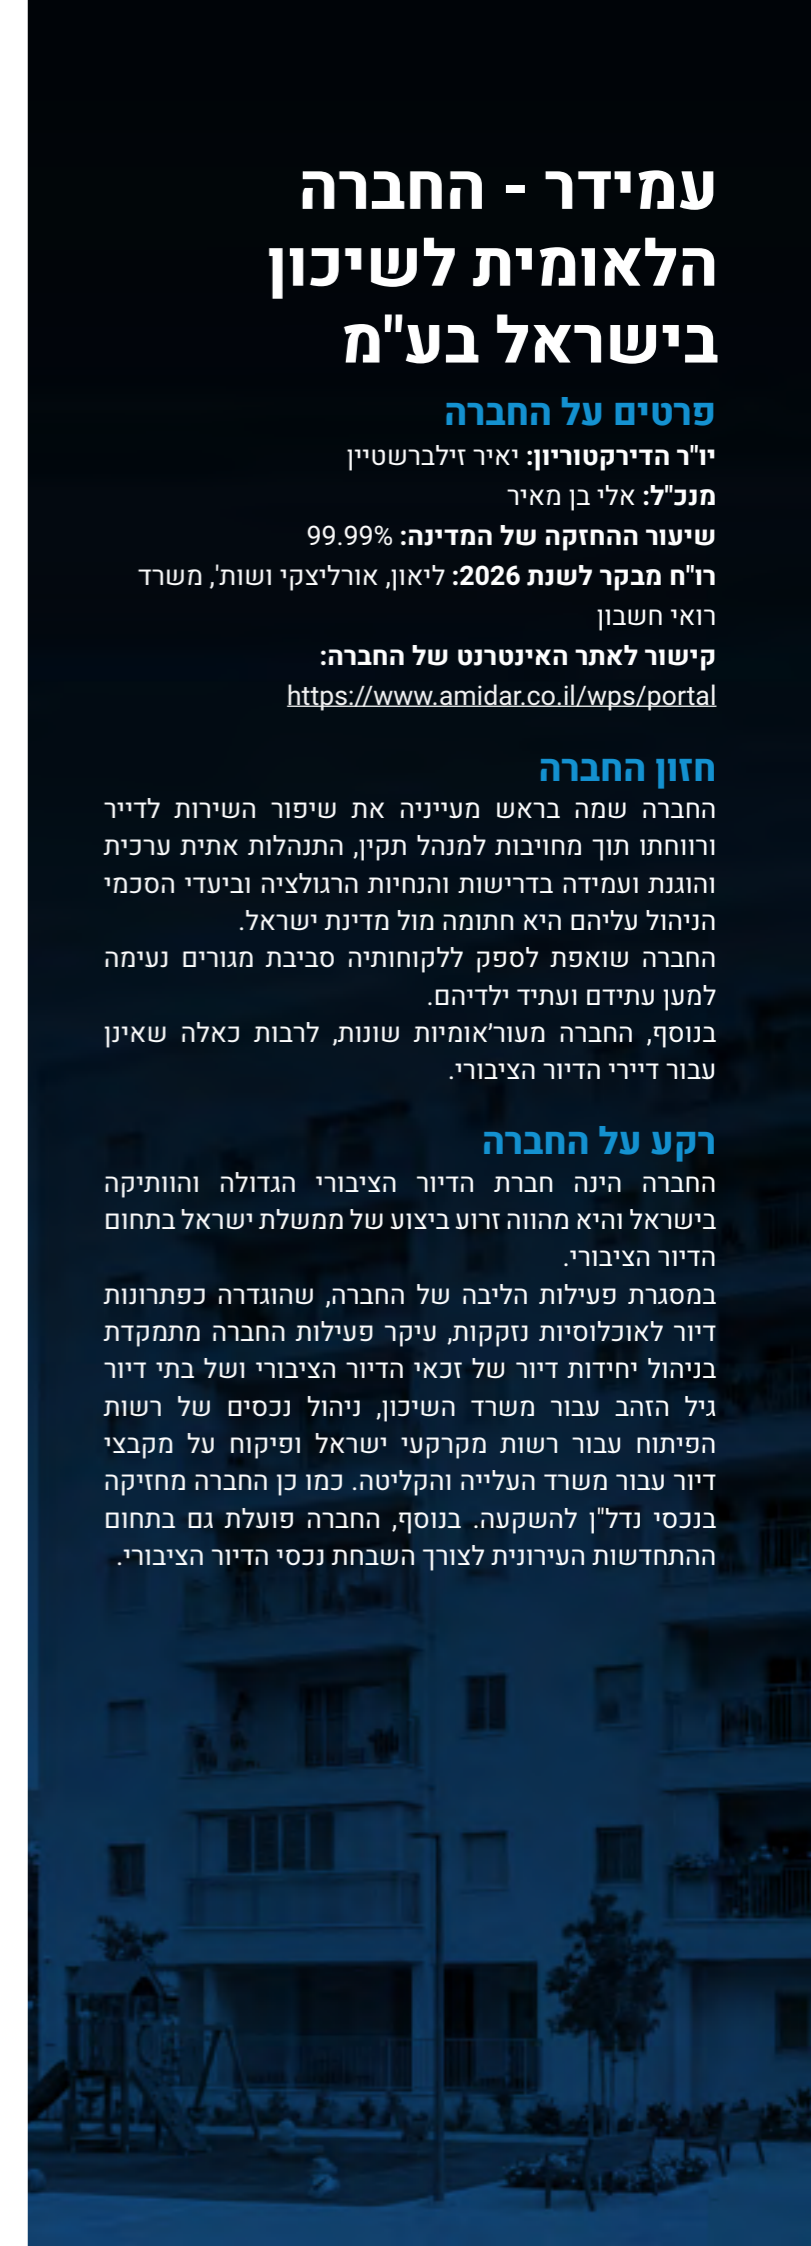 עמידר - החברה
הלאומית לשיכון
בישראל בע"מ
פרטים על החברה
יו"ר הדירקטוריון: יאיר זילברשטיין
מנכ"ל: אלי בן מאיר
שיעור ההחזקה של המדינה: 99.99%
רו"ח מבקר לשנת 2026: ליאון, אורליצקי ושות', משרד
רואי חשבון
קישור לאתר האינטרנט של החברה:
https://www.amidar.co.il/wps/portal
חזון החברה
החברה שמה בראש מעייניה את שיפור השירות לדייר
ורווחתו תוך מחויבות למנהל תקין, התנהלות אתית ערכית
והוגנת ועמידה בדרישות והנחיות הרגולציה וביעדי הסכמי
הניהול עליהם היא חתומה מול מדינת ישראל.
החברה שואפת לספק ללקוחותיה סביבת מגורים נעימה
למען עתידם ועתיד ילדיהם.
בנוסף, החברה מעור׳אומיות שונות, לרבות כאלה שאינן
עבור דיירי הדיור הציבורי.
רקע על החברה
החברה הינה חברת הדיור הציבורי הגדולה והוותיקה
בישראל והיא מהווה זרוע ביצוע של ממשלת ישראל בתחום
הדיור הציבורי.
במסגרת פעילות הליבה של החברה, שהוגדרה כפתרונות
דיור לאוכלוסיות נזקקות, עיקר פעילות החברה מתמקדת
בניהול יחידות דיור של זכאי הדיור הציבורי ושל בתי דיור
גיל הזהב עבור משרד השיכון, ניהול נכסים של רשות
הפיתוח עבור רשות מקרקעי ישראל ופיקוח על מקבצי
דיור עבור משרד העלייה והקליטה. כמו כן החברה מחזיקה
בנכסי נדל"ן להשקעה. בנוסף, החברה פועלת גם בתחום
ההתחדשות העירונית לצורך השבחת נכסי הדיור הציבורי.